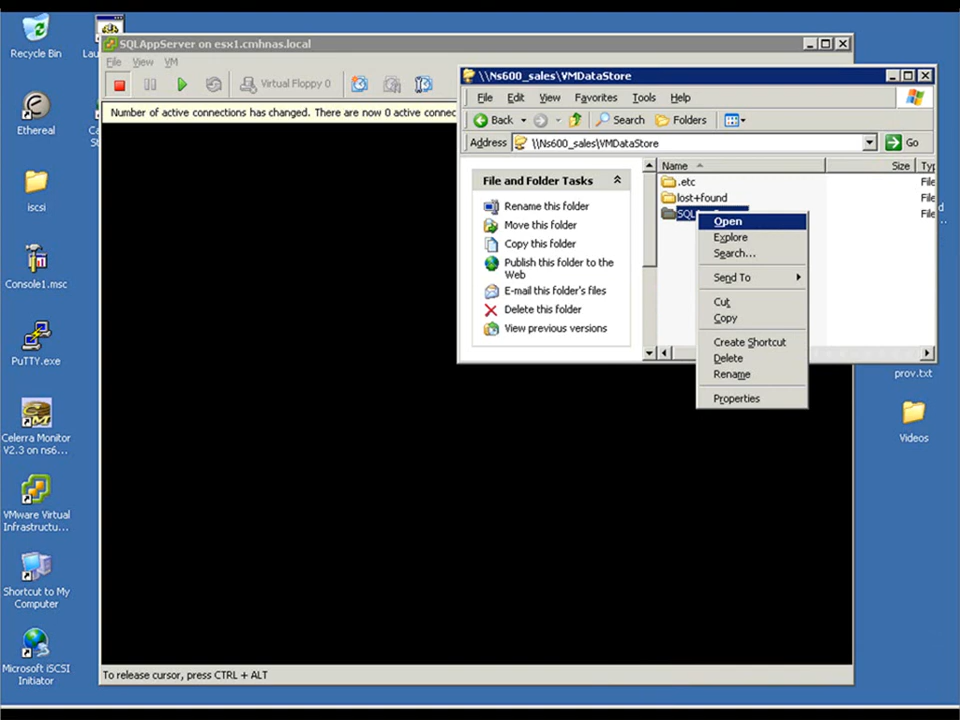 Recycle Bin
Lau
Ethereal
Ca
St
iscsi
Console1.msc
PuTTY.exe
Celerra Monitor
V2.3 on ns6...
VMware Virtual
Infrastructu...
Shortcut to My
Computer
Microsoft iSCSI
Initiator
SQLAppServer on esx1.cmhnas.local
File View VM
Virtual Floppy 0
Number of active connections has changed. There are now 0 active connec
To release cursor, press CTRL + ALT
\\Ns600_sales\VMDataStore
File Edit View Favorites Tools Help
Back Search Folders
Address \\Ns600_sales\VMDataStore Go
File and Folder Tasks
Rename this folder
Move this folder
Copy this folder
Publish this folder to the
Web
E-mail this folder's files
Delete this folder
View previous versions
Name Size Typ
.etc File
lost+found File
File
Open
Explore
Search...
Send To
Cut
Copy
Create Shortcut
Delete
Rename
Properties
d
...
prov.txt
Videos